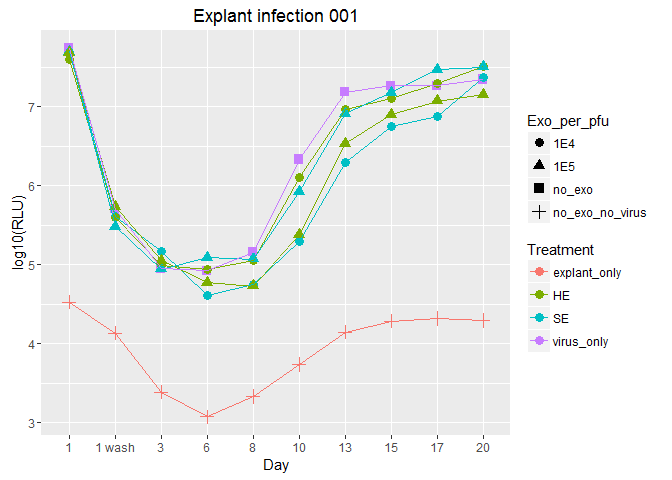 Explant infection 001
log10(RLU)
7
6
5
4
3
1 1 wash 3 6 8 10 13 15 17 20
Day
Exo_per_pfu
1E4
1E5
no_exo
no_exo_no_virus
Treatment
explant_only
HE
SE
virus_only